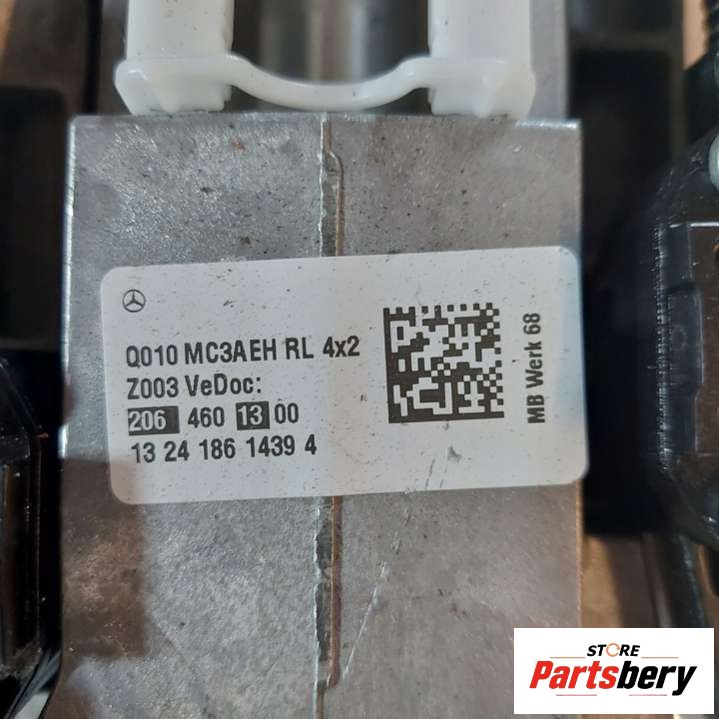 Q010 MC3AEH RL 4x2
Z003 VeDoc:
206 460 13 00
13 24 186 1439 4
MB Werk 68
STORE
Partsbery